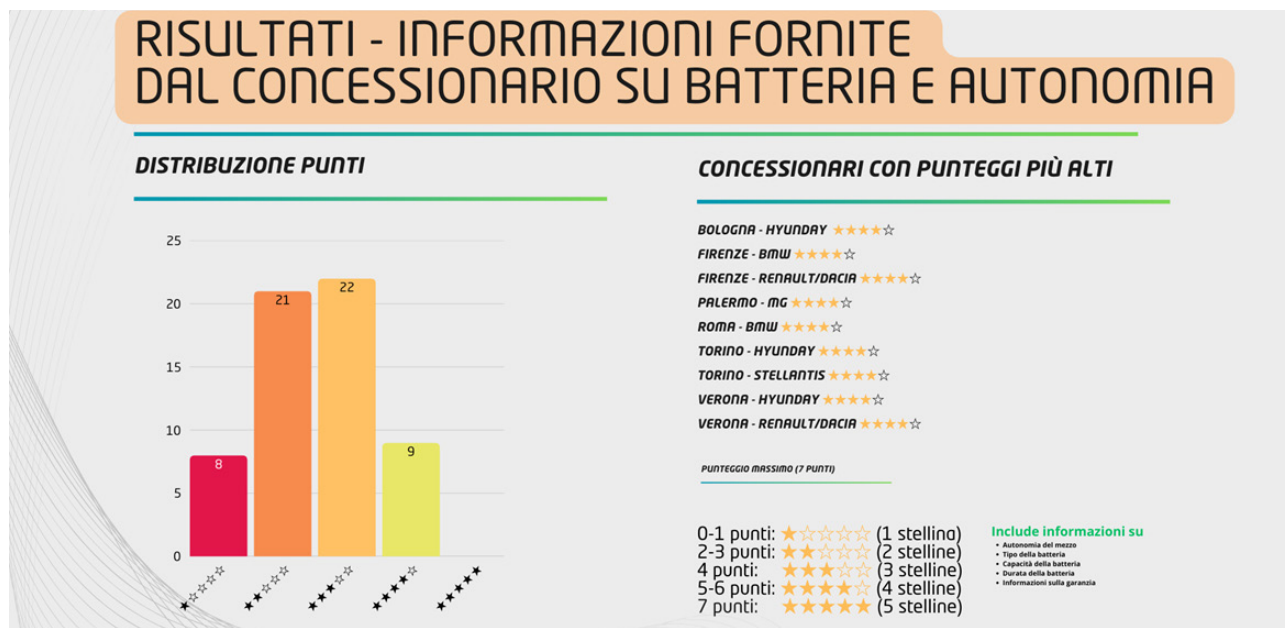 RISULTATI - INFORMAZIONI FORNITE
DAL CONCESSIONARIO SU BATTERIA E AUTONOMIA
DISTRIBUZIONE PUNTI
25
20
15
10
5
0
8
21
22
9
★☆☆☆☆
★★☆☆☆
★★★☆☆
★★★★☆
★★★★★
CONCESSIONARI CON PUNTEGGI PIÙ ALTI
BOLOGNA - HYUNDAY ★★★★☆
FIRENZE - BMW ★★★★☆
FIRENZE - RENAULT/DACIA ★★★★☆
PALERMO - MG ★★★★☆
ROMA - BMW ★★★★☆
TORINO - HYUNDAY ★★★★☆
TORINO - STELLANTIS ★★★★☆
VERONA - HYUNDAY ★★★★☆
VERONA - RENAULT/DACIA ★★★★☆
PUNTEGGIO MASSIMO (7 PUNTI)
0-1 punti: ★☆☆☆☆ (1 stellina)
2-3 punti: ★★☆☆☆ (2 stelline)
4 punti: ★★★☆☆ (3 stelline)
5-6 punti: ★★★★☆ (4 stelline)
7 punti: ★★★★★ (5 stelline)
Include informazioni su
• Autonomia del mezzo
• Tipo della batteria
• Capacità della batteria
• Durata della batteria
• Informazioni sulla garanzia